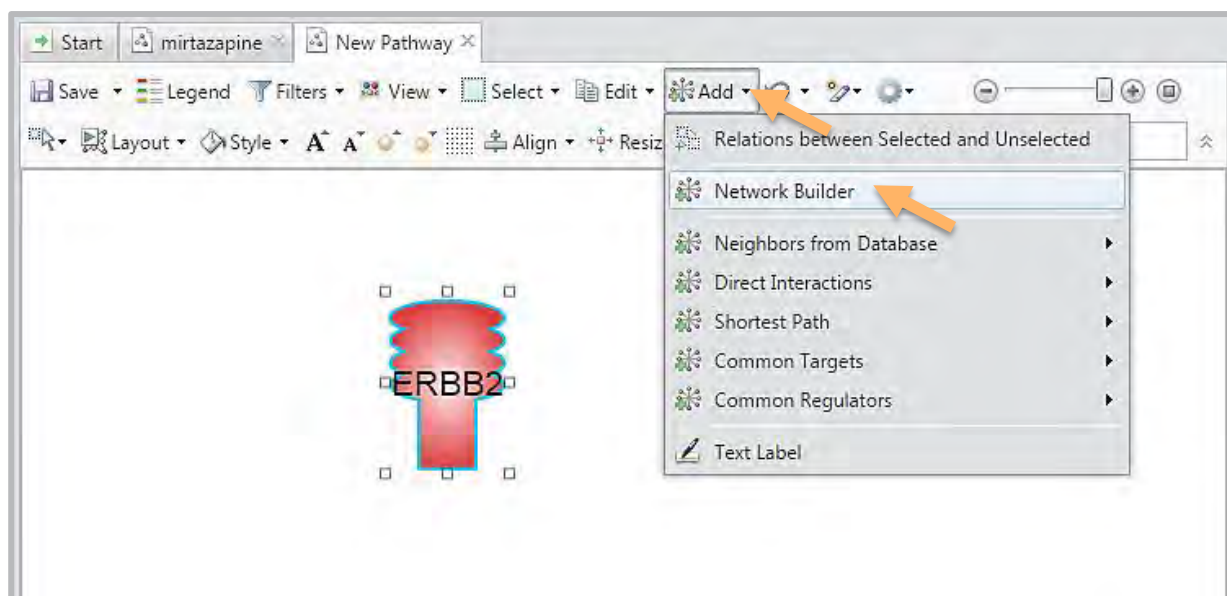 Start mirtazapine New Pathway
Save Legend Filters View Select Edit Add
Layout Style A A Align Resiz
Relations between Selected and Unselected
Network Builder
Neighbors from Database
Direct Interactions
Shortest Path
Common Targets
Common Regulators
Text Label
ERBB2